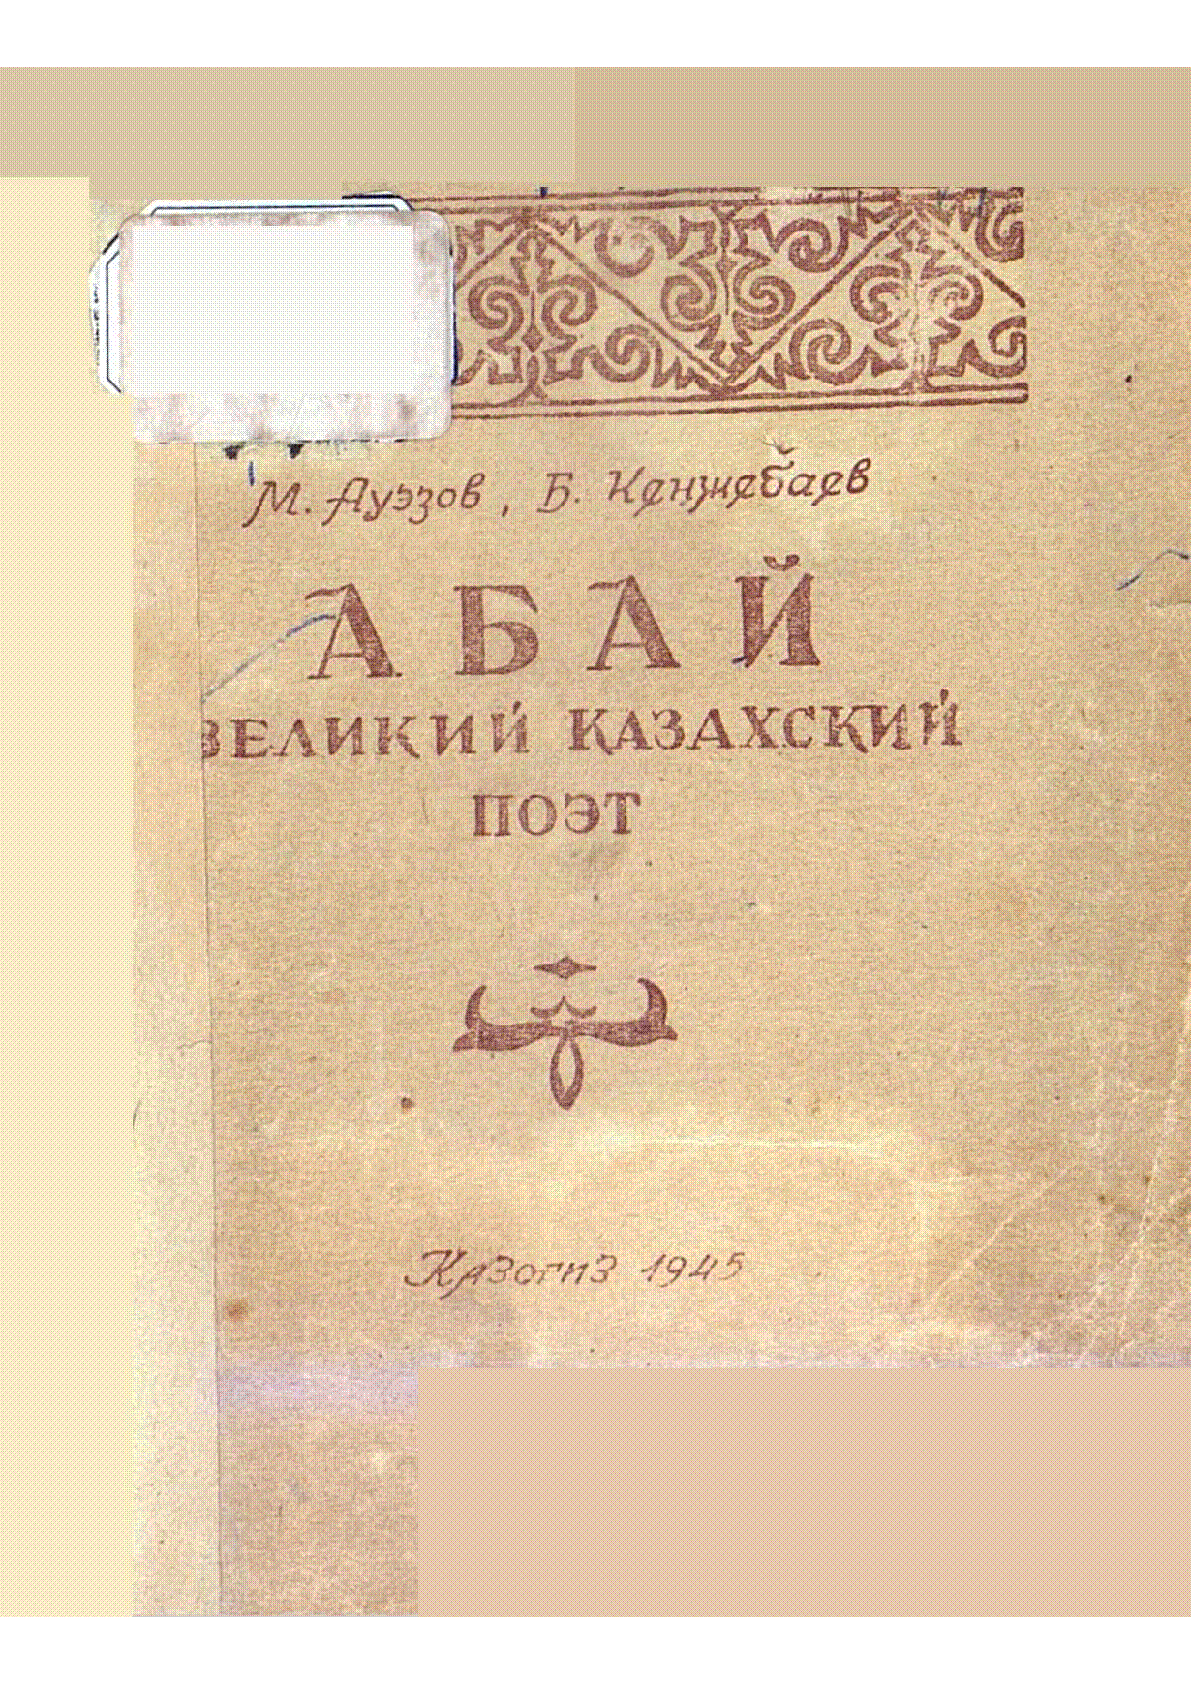 М. Ауэзов, Б. Кенжебаев
АБАЙ
ВЕЛИКИЙ КАЗАХСКИЙ
ПОЭТ
Казогиз 1945